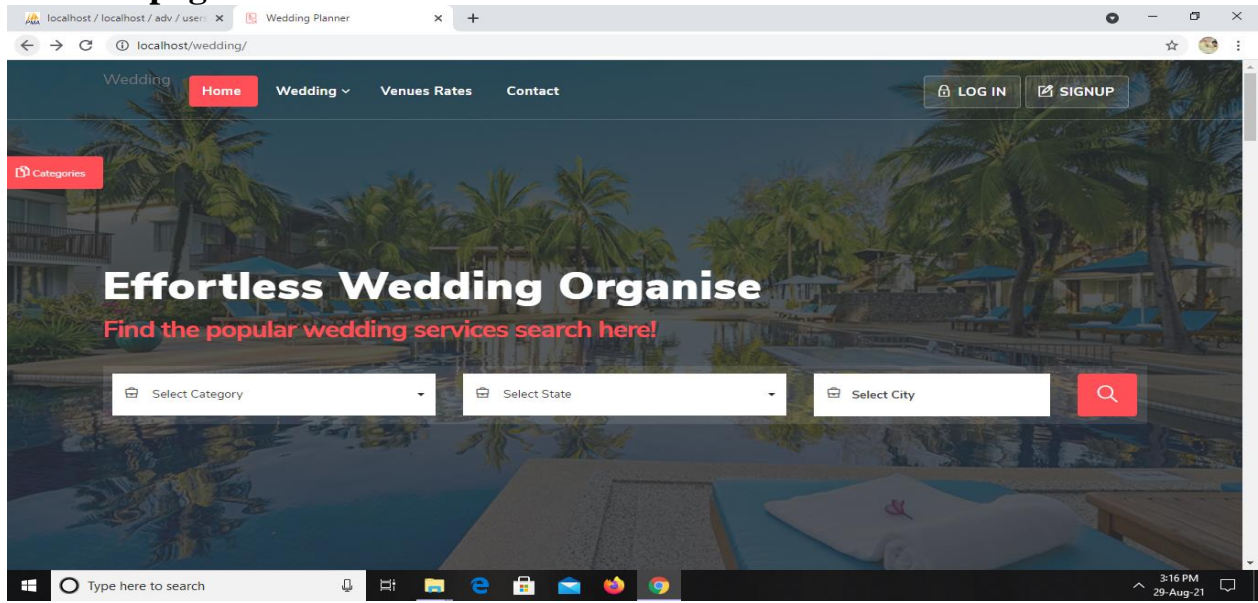 localhost / localhost / adv / users
Wedding Planner
localhost/wedding/
Wedding
Home
Wedding
Venues Rates
Contact
LOG IN
SIGNUP
Categories
Effortless Wedding Organise
Find the popular wedding services search here!
Select Category
Select State
Select City
Type here to search
3:16 PM
29-Aug-21